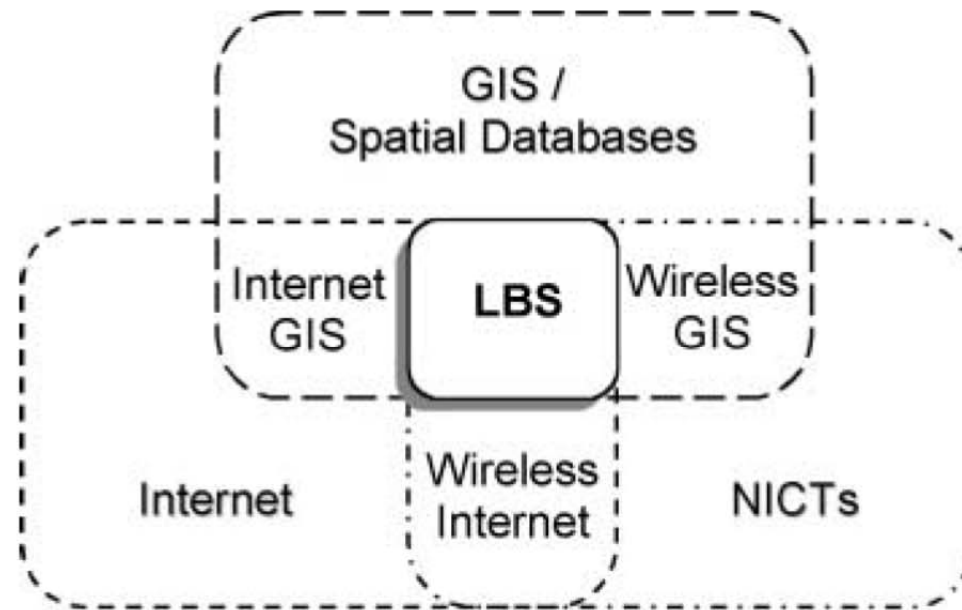 GIS /
Spatial Databases
Internet
GIS
LBS
Wireless
GIS
Internet
Wireless
Internet
NICTs